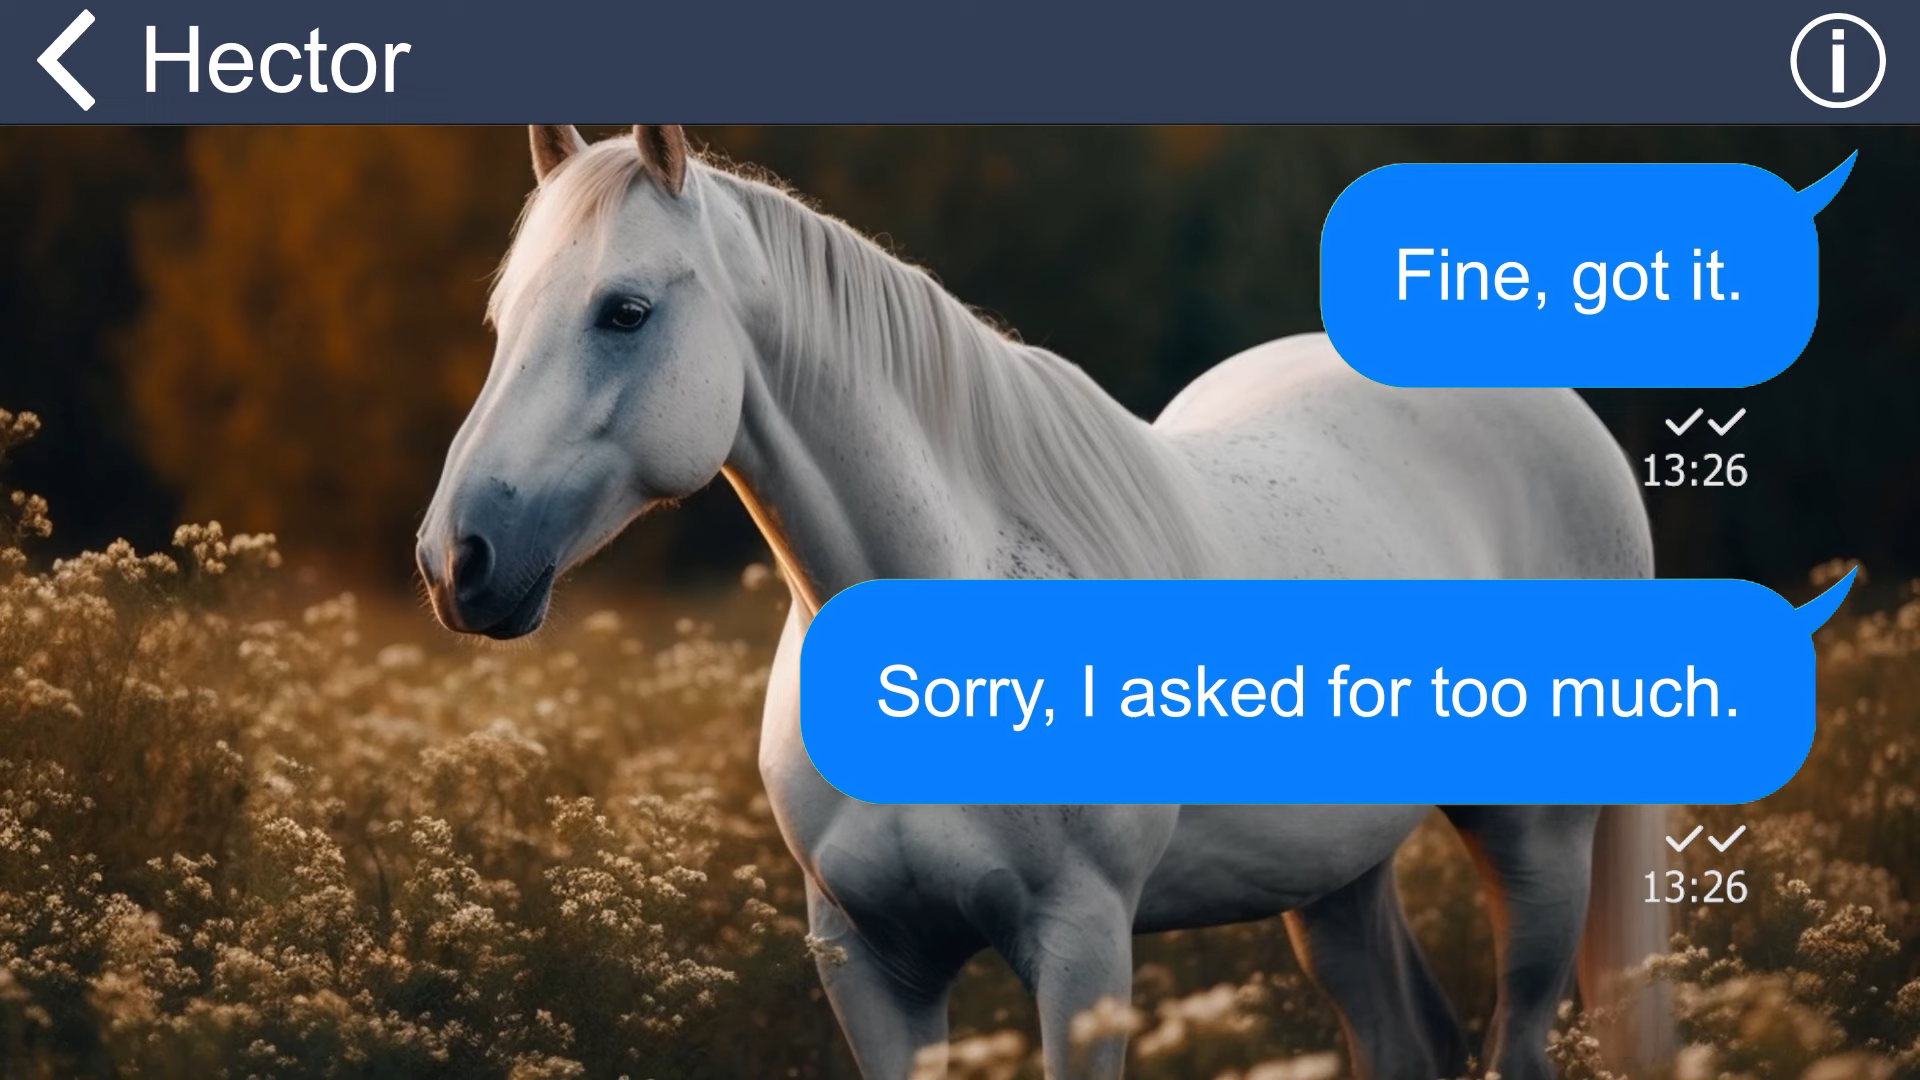 Hector
Fine, got it.
13:26
Sorry, I asked for too much.
13:26